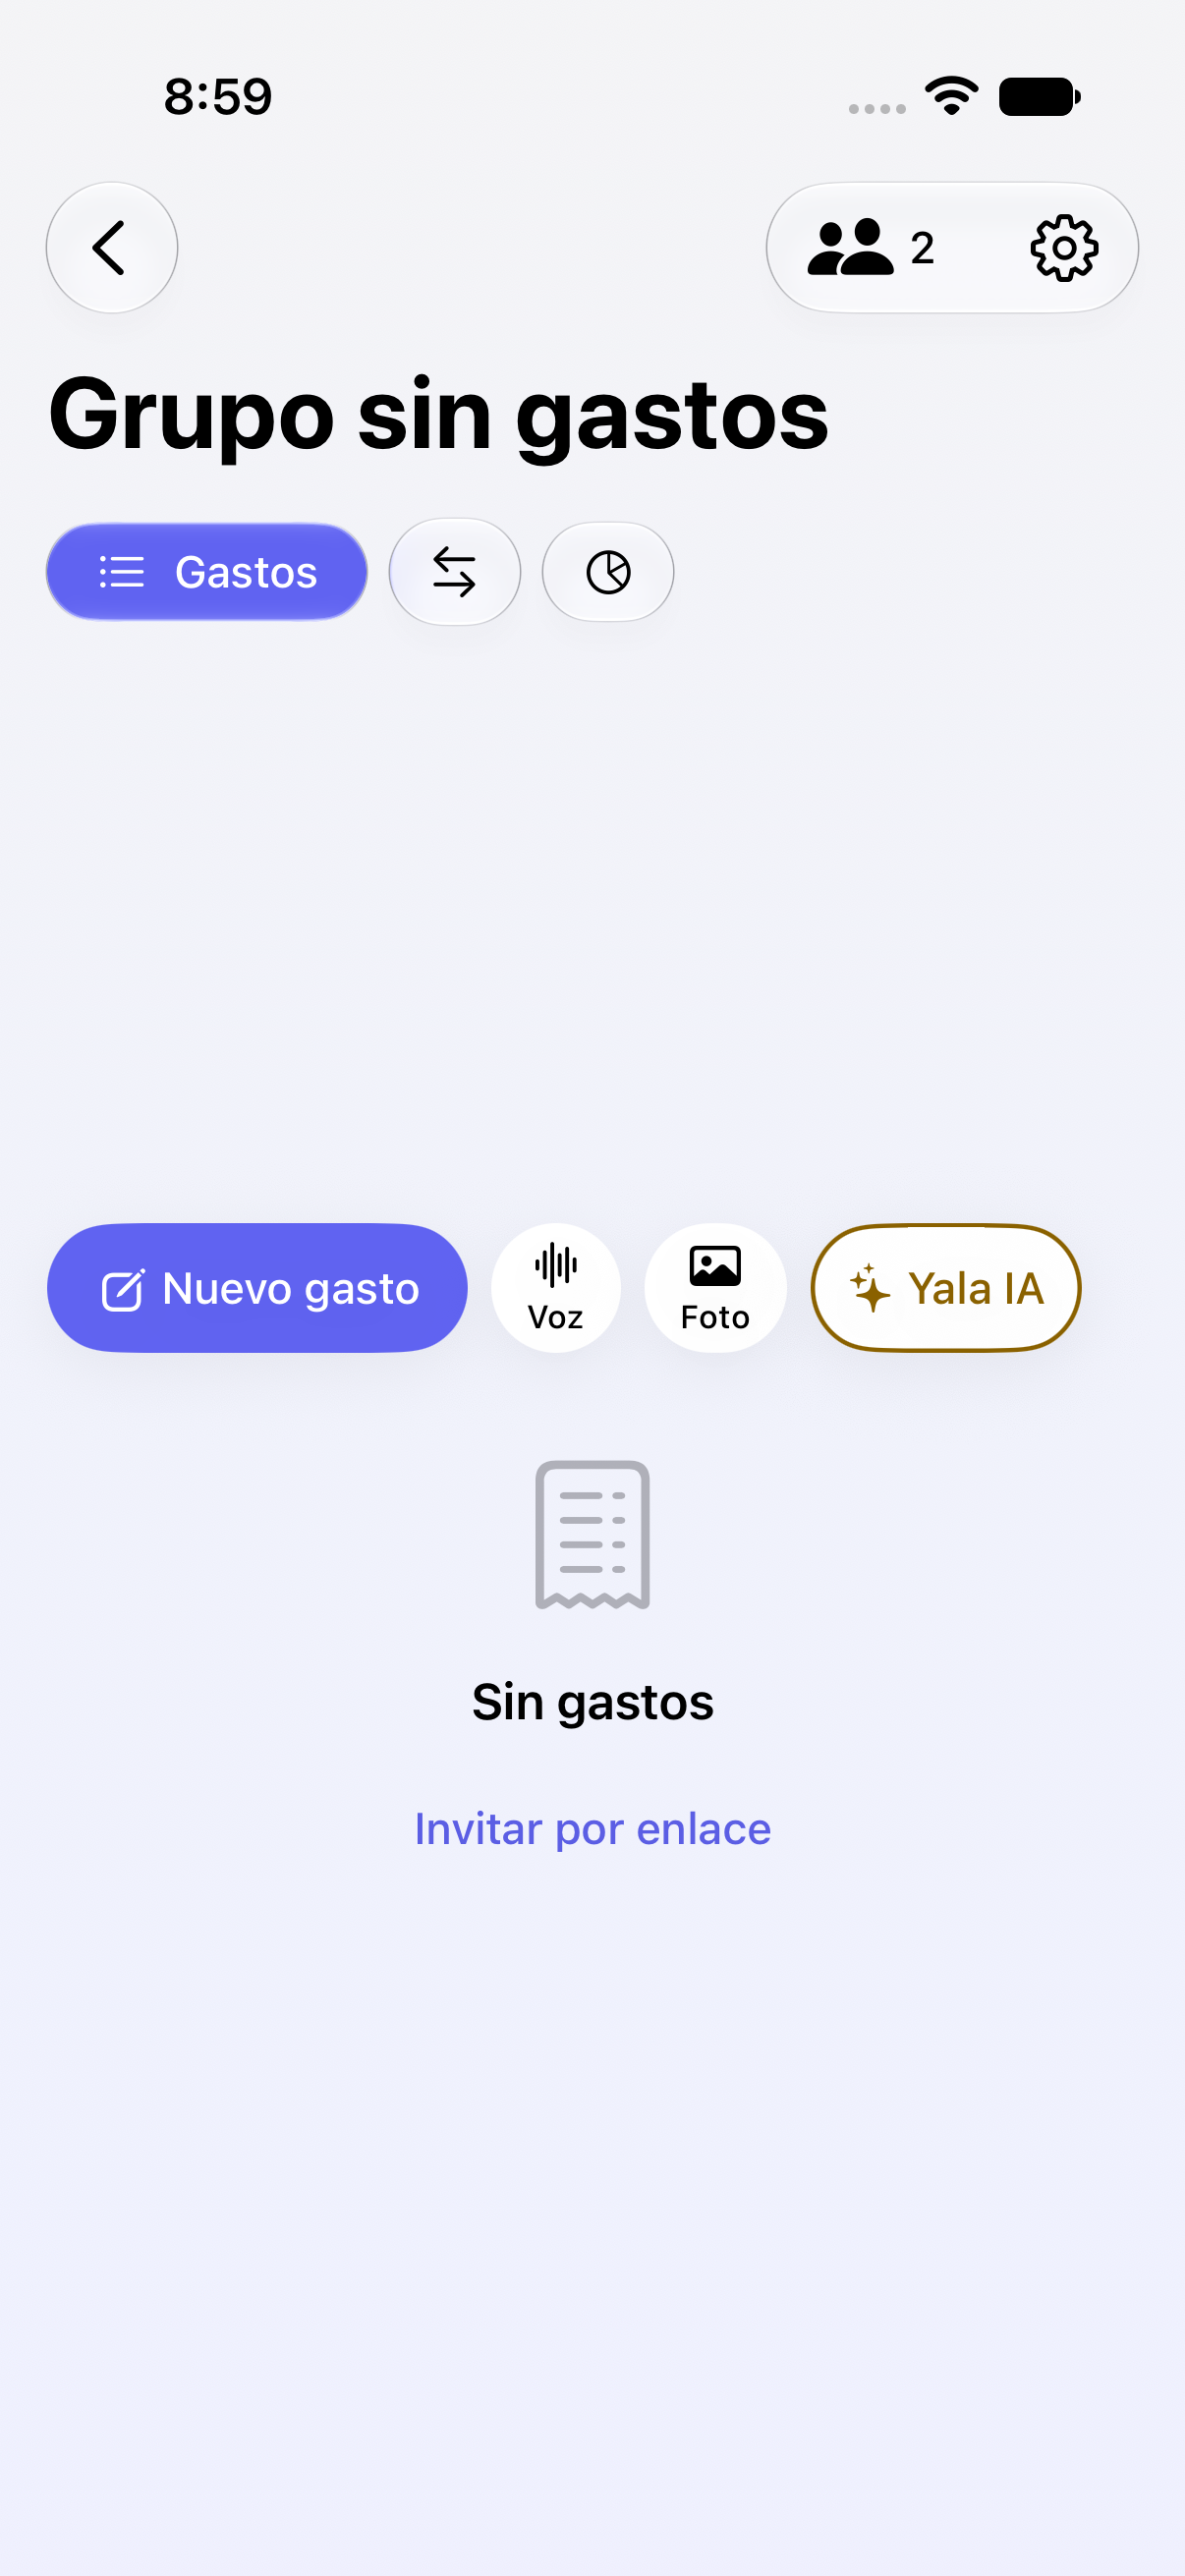 8:59
2
Grupo sin gastos
Gastos
Nuevo gasto
Voz
Foto
Yala IA
Sin gastos
Invitar por enlace